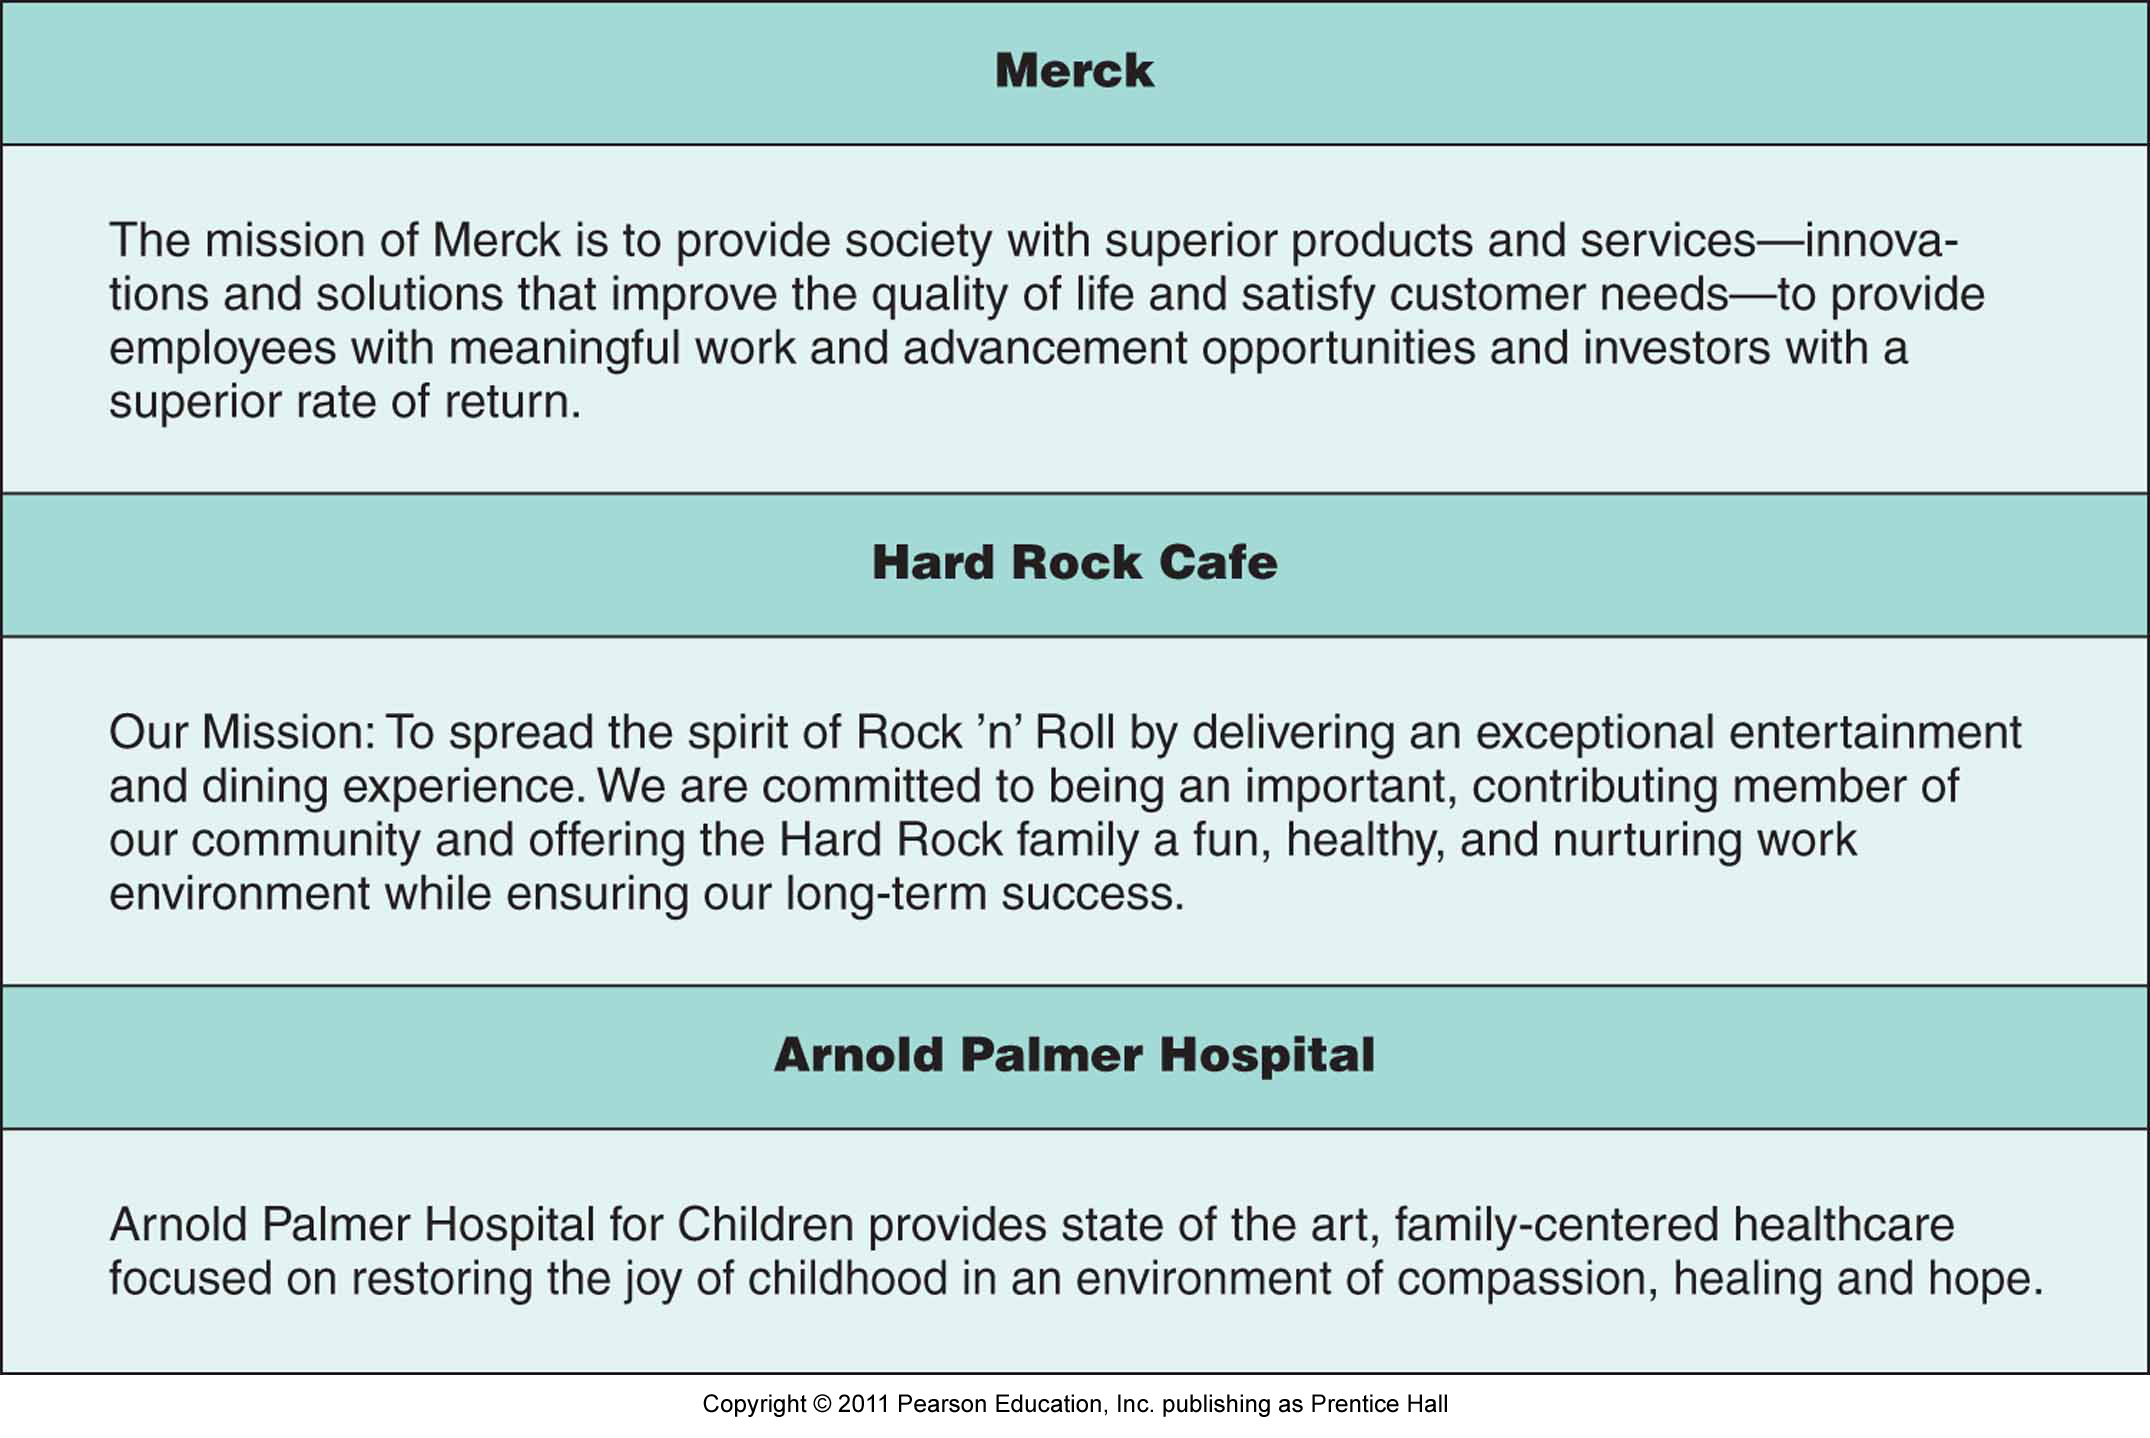 Merck
The mission of Merck is to provide society with superior products and services—innova-
tions and solutions that improve the quality of life and satisfy customer needs—to provide
employees with meaningful work and advancement opportunities and investors with a
superior rate of return.
Hard Rock Cafe
Our Mission: To spread the spirit of Rock ’n’ Roll by delivering an exceptional entertainment
and dining experience. We are committed to being an important, contributing member of
our community and offering the Hard Rock family a fun, healthy, and nurturing work
environment while ensuring our long-term success.
Arnold Palmer Hospital
Arnold Palmer Hospital for Children provides state of the art, family-centered healthcare
focused on restoring the joy of childhood in an environment of compassion, healing and hope.
Copyright © 2011 Pearson Education, Inc. publishing as Prentice Hall